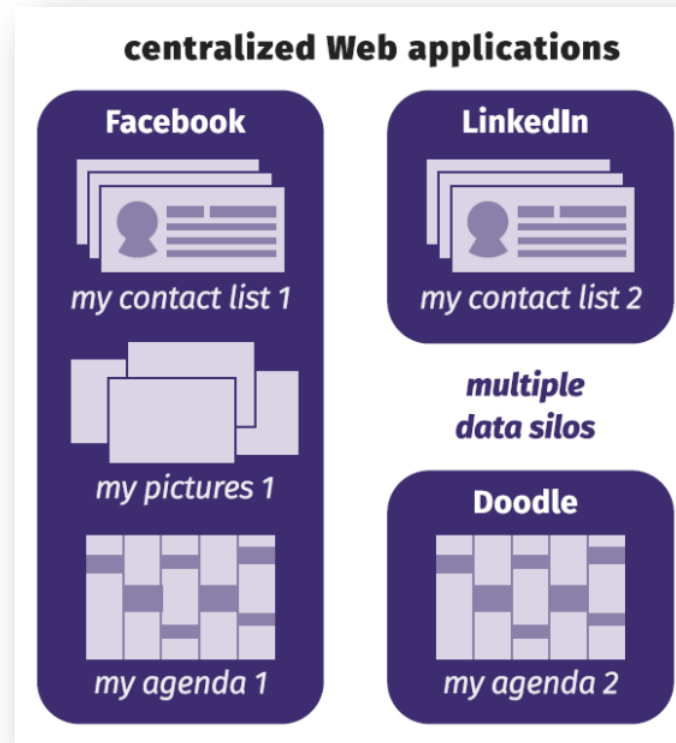 centralized Web applications
Facebook
my contact list 1
my pictures 1
my agenda 1
LinkedIn
my contact list 2
multiple
data silos
Doodle
my agenda 2